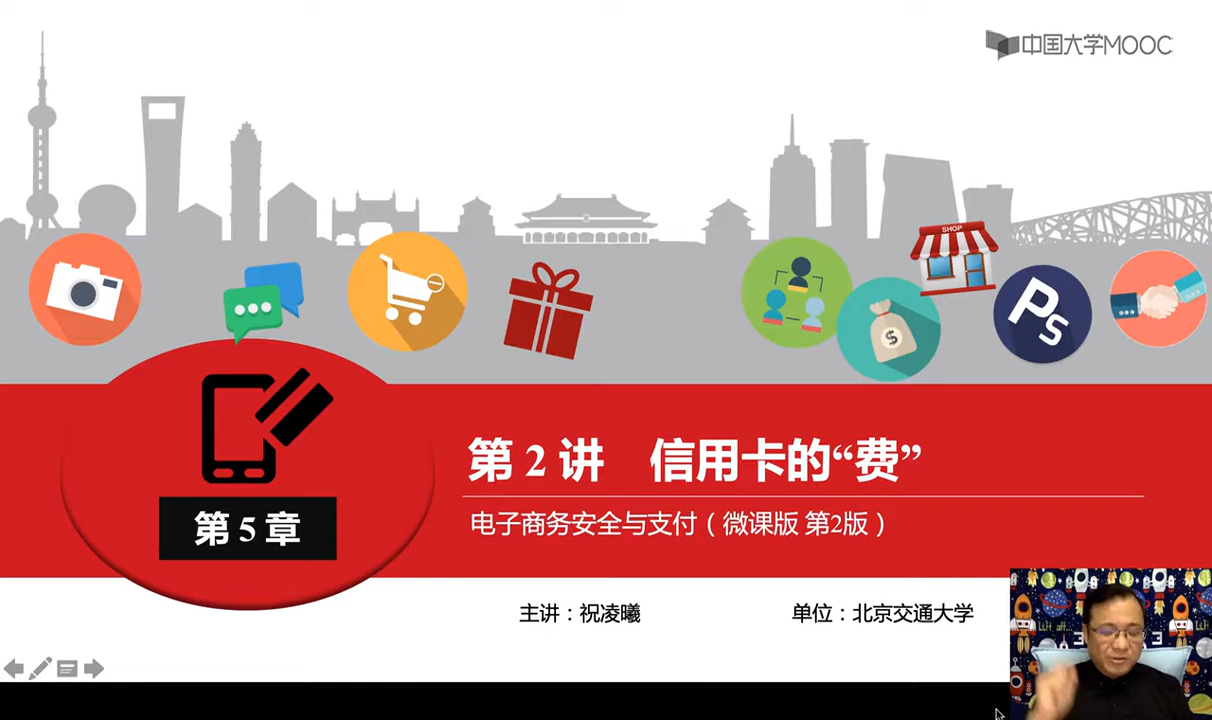 中国大学MOOC
SHOP
$
Ps
第 2 讲 信用卡的“费”
电子商务安全与支付（微课版 第2版）
第 5 章
主讲：祝凌曦
单位：北京交通大学